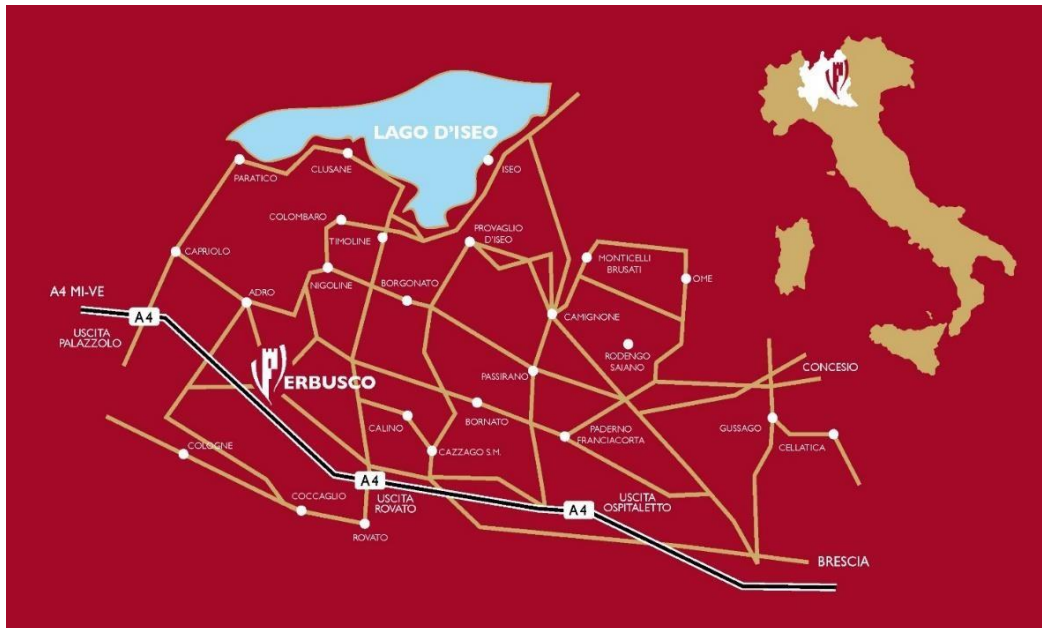 LAGO D'ISEO
PARATICO
CLUSANE
ISEO
COLOMBARO
TIMOLINE
PROVAGLIO
D'ISEO
CAPRIOLO
MONTICELLI
BRUSATI
OME
A4 MI-VE
ADRO
NIGOLINE
BORGONATO
A4
USCITA
PALAZZOLO
CAMIGNONE
RODENGO
SAIANO
ERBUSCO
PASSIRANO
CONCESIO
CALINO
BORNATO
PADERNO
FRANCIACORTA
GUSSAGO
CELLATICA
COLOGNE
CAZZAGO S.M.
A4
USCITA
ROVATO
COCCAGLIO
ROVATO
A4
USCITA
OSPITALETTO
BRESCIA